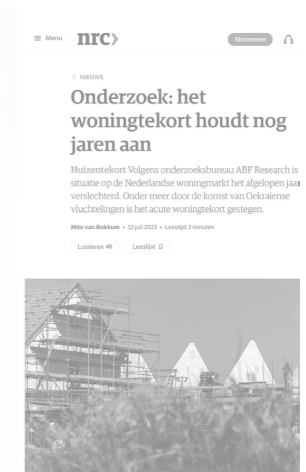 Menu nrc> Abonneren
NIEUWS
Onderzoek: het
woningtekort houdt nog
jaren aan
Huizentekort Volgens onderzoeksbureau ABF Research is
situatie op de Nederlandse woningmarkt het afgelopen jaar
verslechterd. Onder meer door de komst van Oekraïense
vluchtelingen is het acute woningtekort gestegen.
Milo van Bokkum • 12 juli 2023 • Leestijd 2 minuten
Luisteren Leeslijst